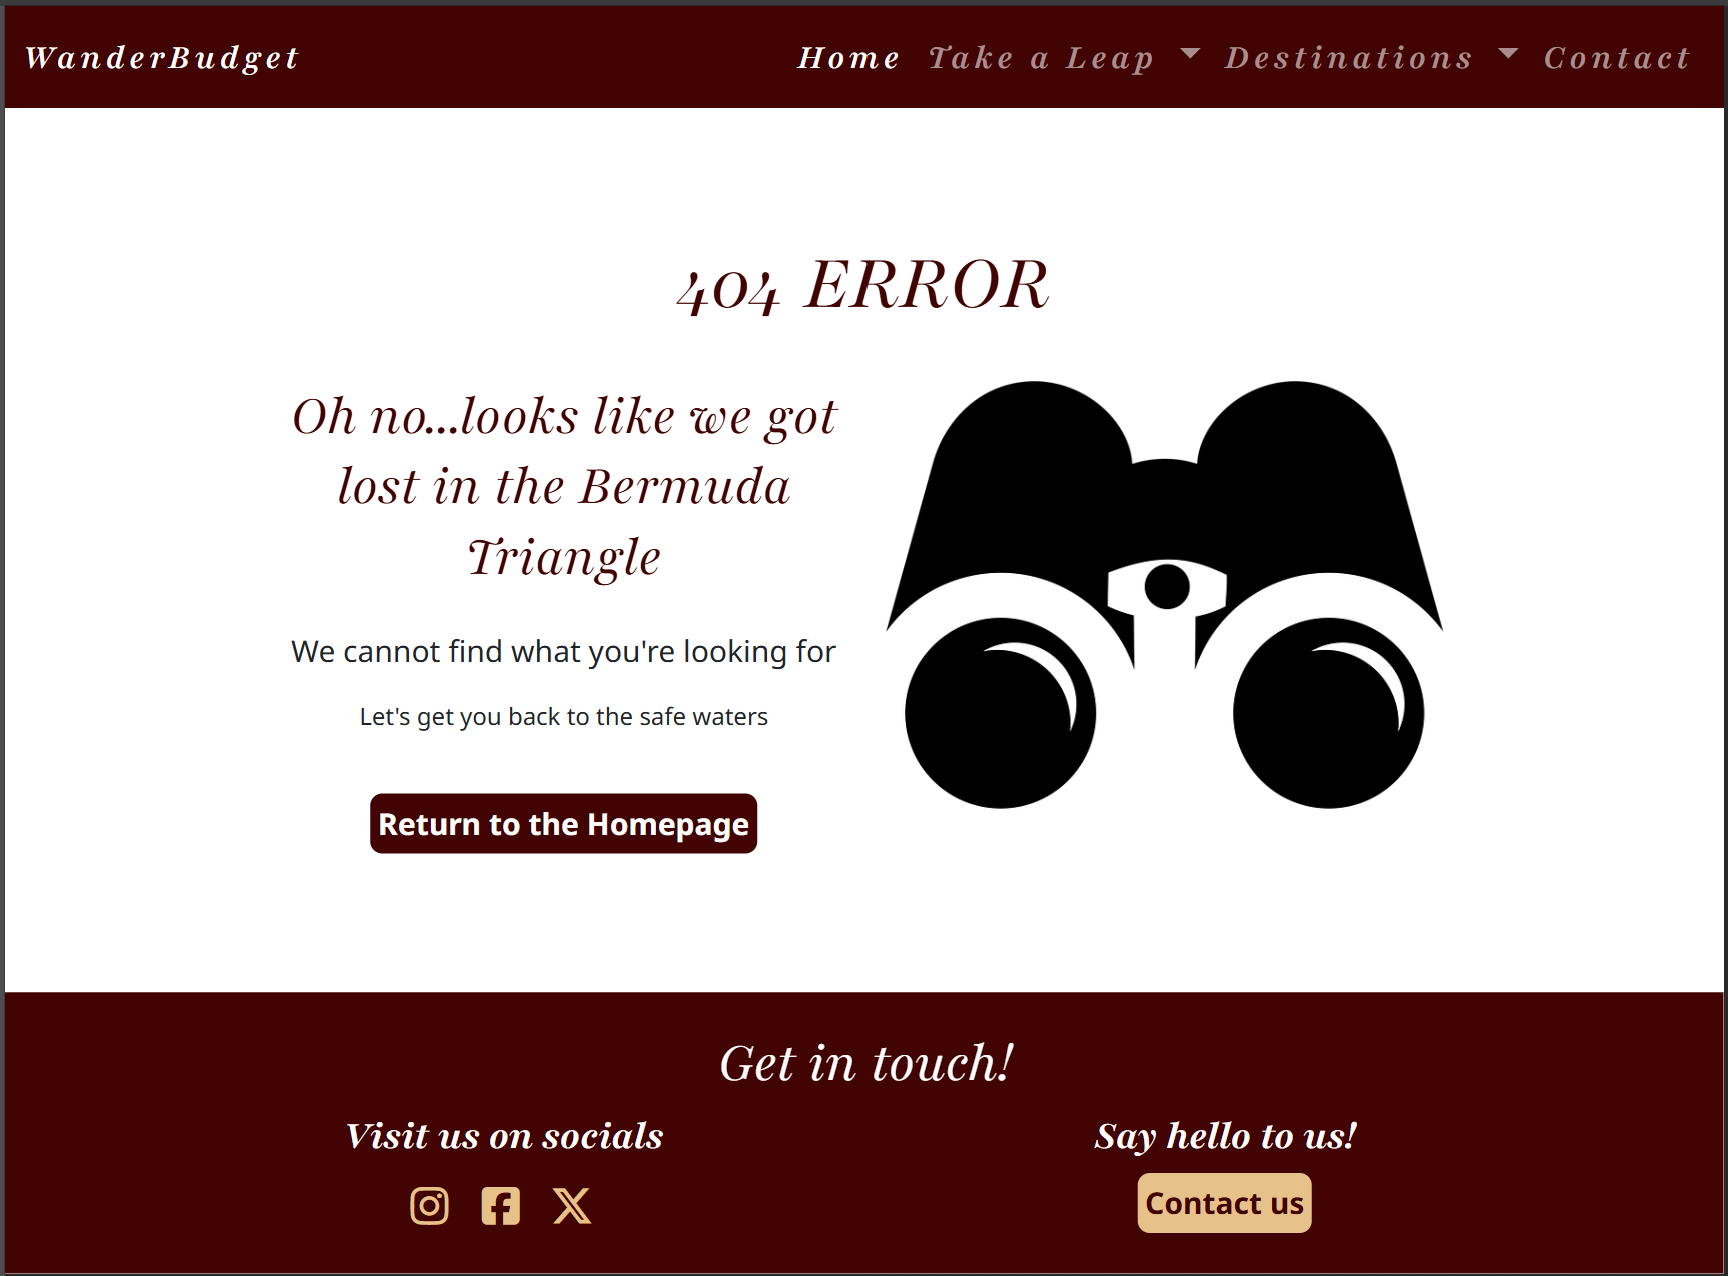 WanderBudget
Home Take a Leap Destinations Contact
404 ERROR
Oh no...looks like we got
lost in the Bermuda
Triangle
We cannot find what you're looking for
Let's get you back to the safe waters
Return to the Homepage
Get in touch!
Visit us on socials
Say hello to us!
Contact us